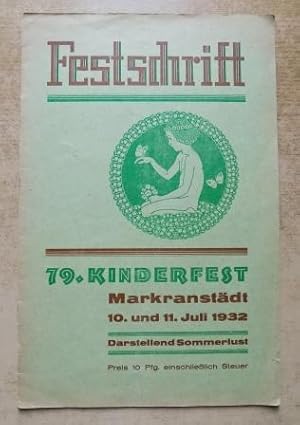 Festschrift
79. KINDERFEST
Markranstädt
10. und 11. Juli 1932
Darstellend Sommerlust
Preis 10 Pfg. einschließlich Steuer